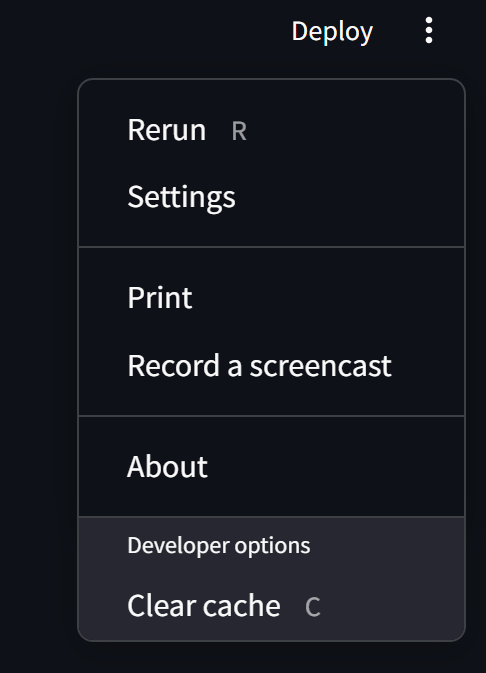 Deploy
Rerun R
Settings
Print
Record a screencast
About
Developer options
Clear cache C